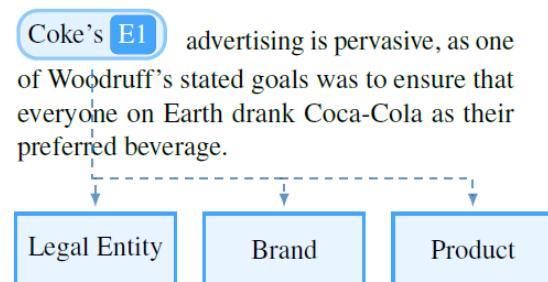 Coke's E1 advertising is pervasive, as one
of Woodruff's stated goals was to ensure that
everyone on Earth drank Coca-Cola as their
preferred beverage.
Legal Entity Brand Product